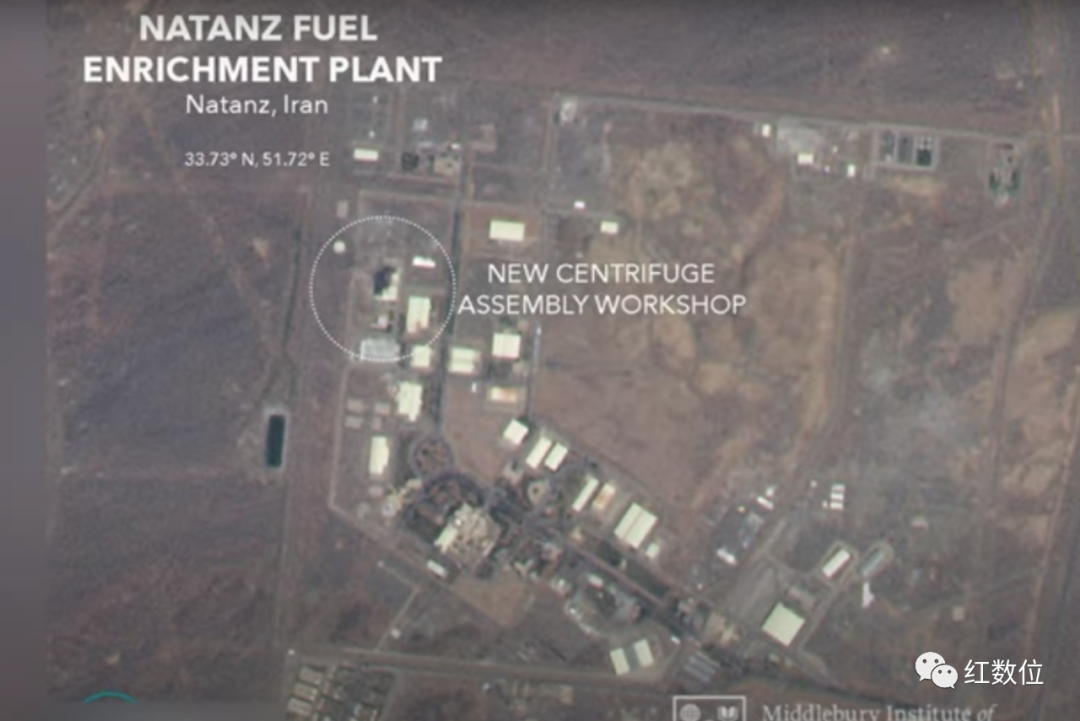 NATANZ FUEL
ENRICHMENT PLANT
Natanz, Iran
33.73° N, 51.72° E
NEW CENTRIFUGE
ASSEMBLY WORKSHOP
红数位
Middlebury Institute of